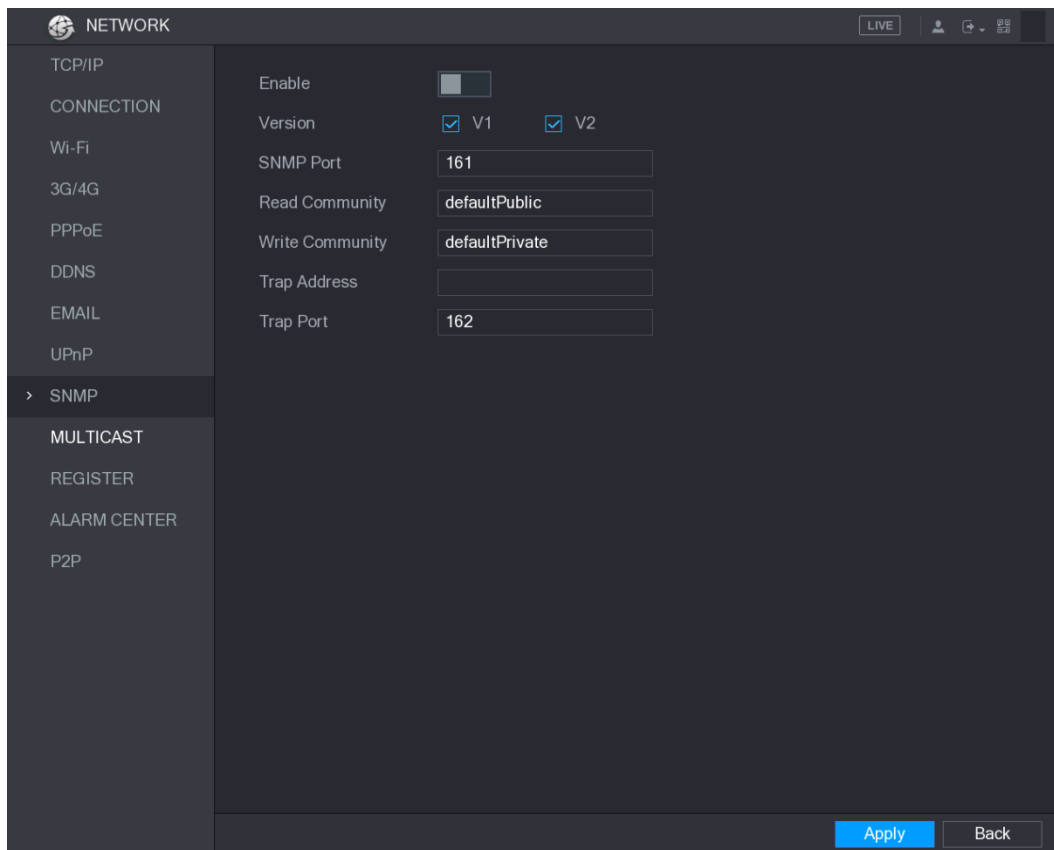 NETWORK
LIVE
TCP/IP
CONNECTION
Wi-Fi
3G/4G
PPPoE
DDNS
EMAIL
UPnP
SNMP
MULTICAST
REGISTER
ALARM CENTER
P2P
Enable
Version V1 V2
SNMP Port 161
Read Community defaultPublic
Write Community defaultPrivate
Trap Address
Trap Port 162
Apply Back